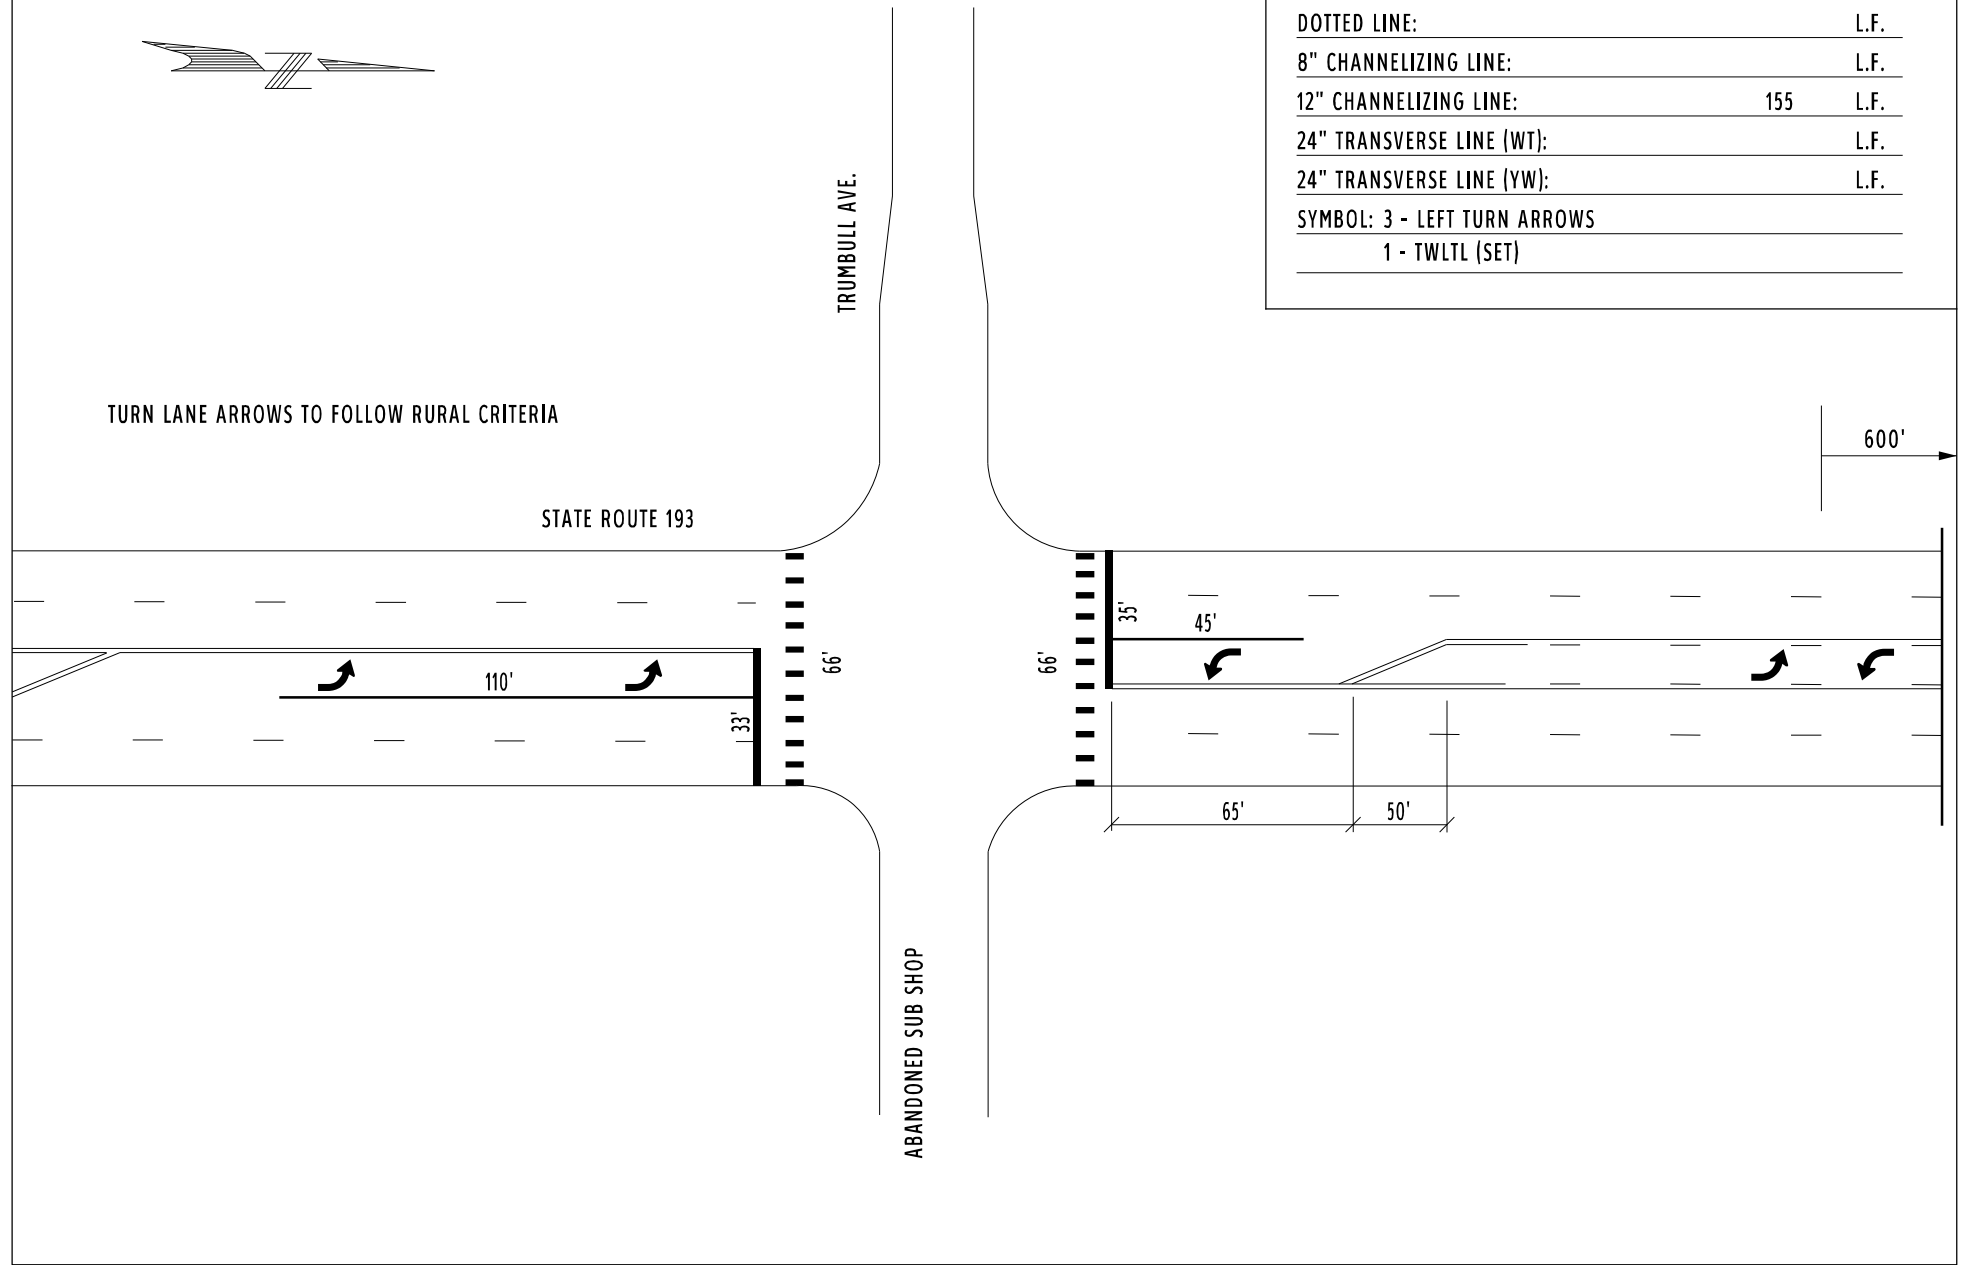 DOTTED LINE: L.F.
8" CHANNELIZING LINE: L.F.
12" CHANNELIZING LINE: 155 L.F.
24" TRANSVERSE LINE (WT): L.F.
24" TRANSVERSE LINE (YW): L.F.
SYMBOL: 3 - LEFT TURN ARROWS
1 - TWLTL (SET)
TRUMBULL AVE.
TURN LANE ARROWS TO FOLLOW RURAL CRITERIA
600'
STATE ROUTE 193
35'
45'
66'
66'
110'
33'
65'
50'
ABANDONED SUB SHOP